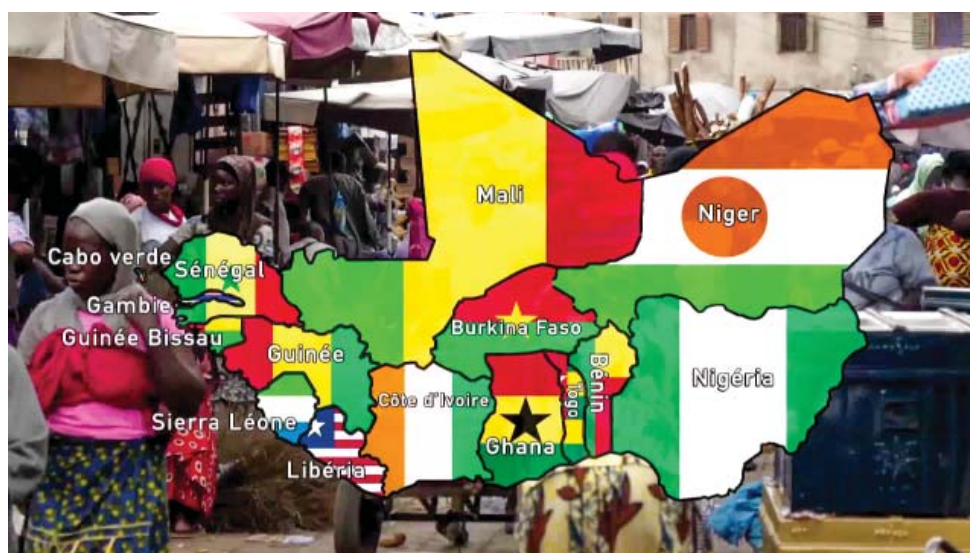 Mali
Niger
Cabo verde
Sénégal
Gambie
Guinée Bissau
Burkina Faso
Guinée
Bénin
Nigéria
Togo
Côte d'Ivoire
Sierra Léone
Ghana
Libéria